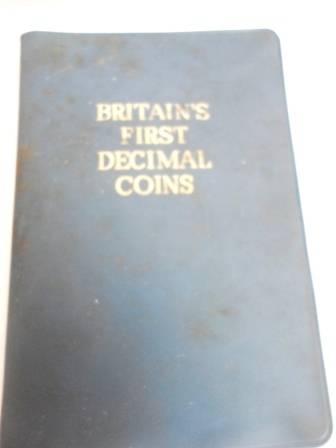 BRITAIN'S
FIRST
DECIMAL
COINS